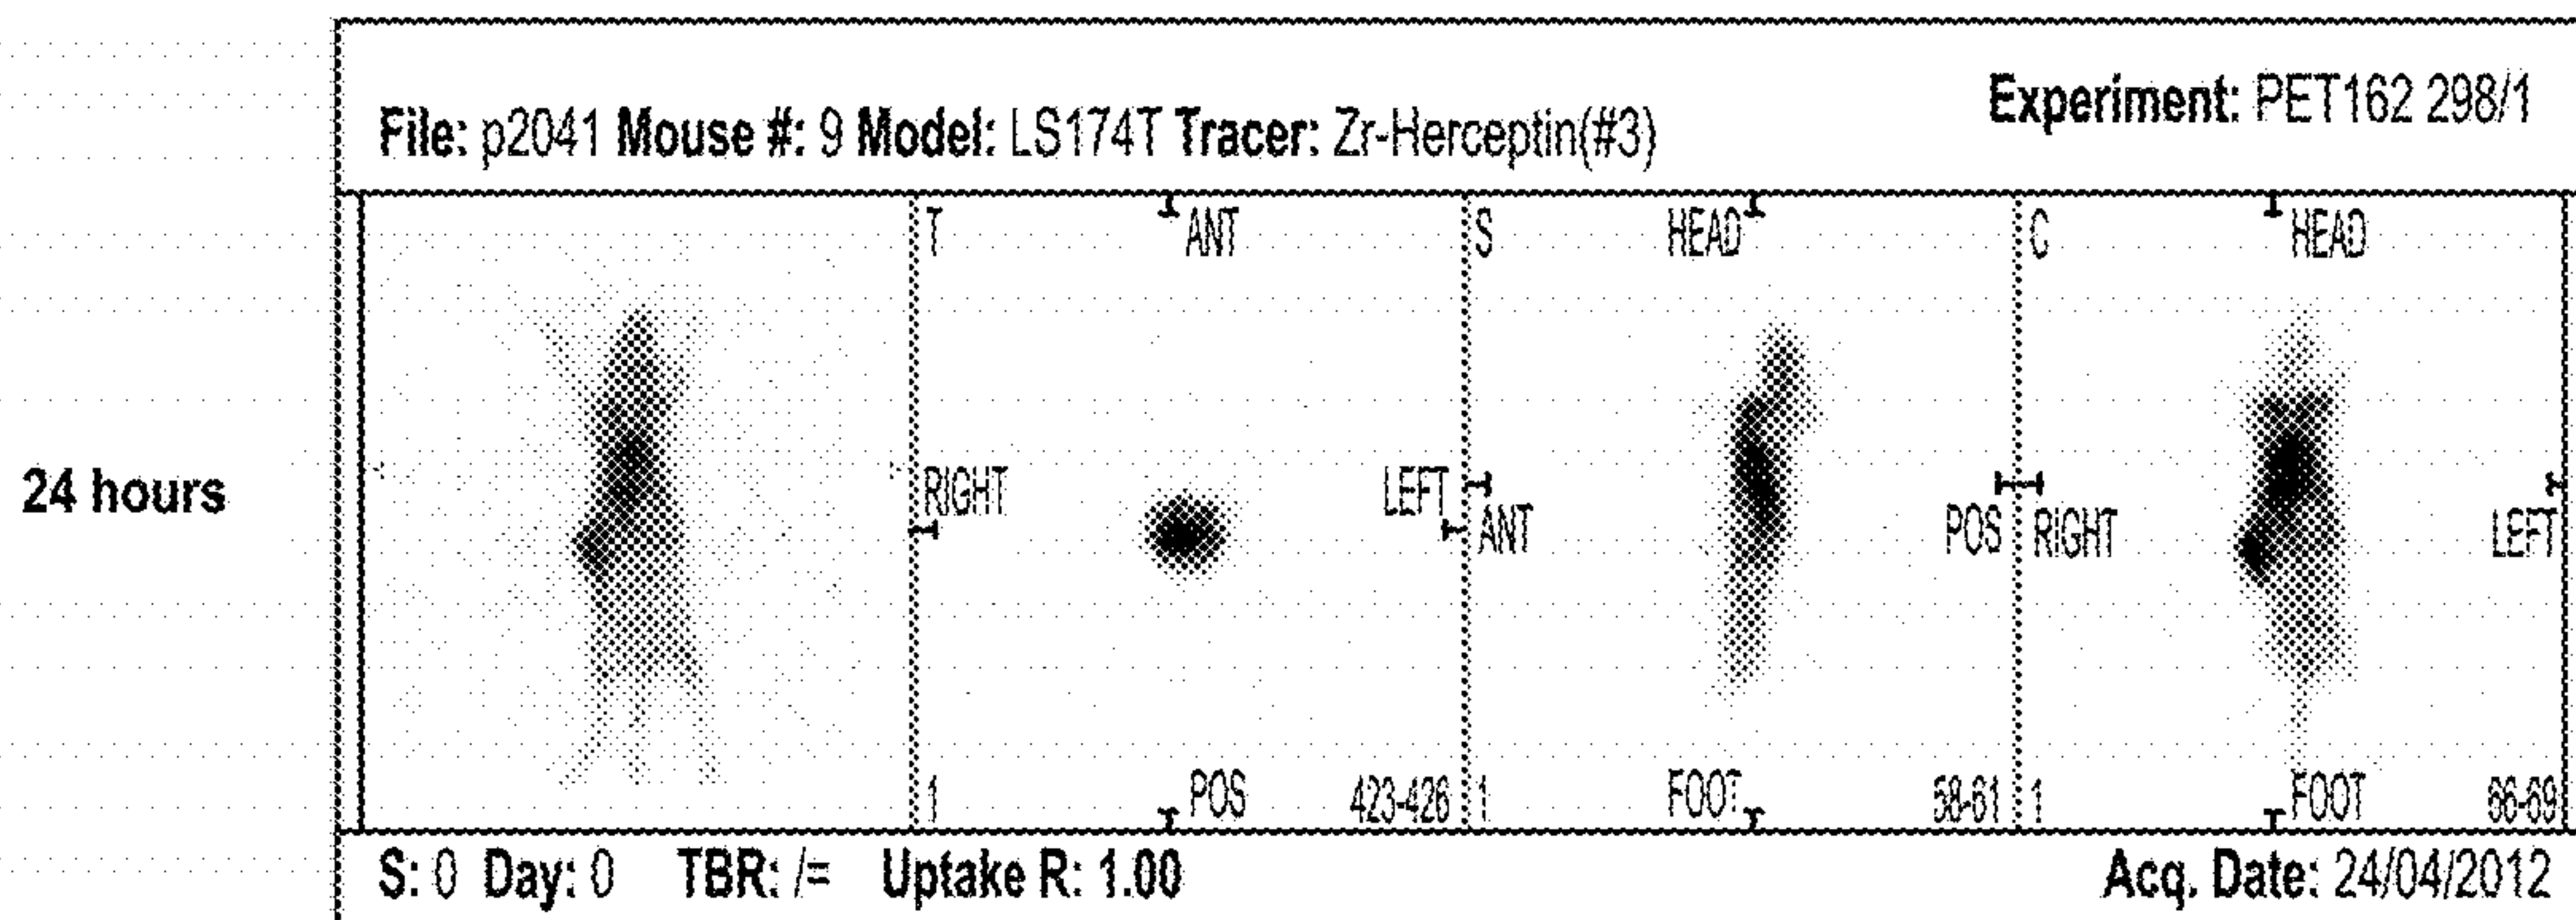 Experiment: PET162 298/1
File: p2041 Mouse #: 9 Model: LS174T Tracer: Zr-Herceptin(#3)
T ANT S HEAD C HEAD
24 hours
RIGHT LEFT ANT POS RIGHT LEFT
1 POS 423-426 1 FOOT 58-61 1 FOOT 66-69
S: 0 Day: 0 TBR: /= Uptake R: 1.00 Acq. Date: 24/04/2012